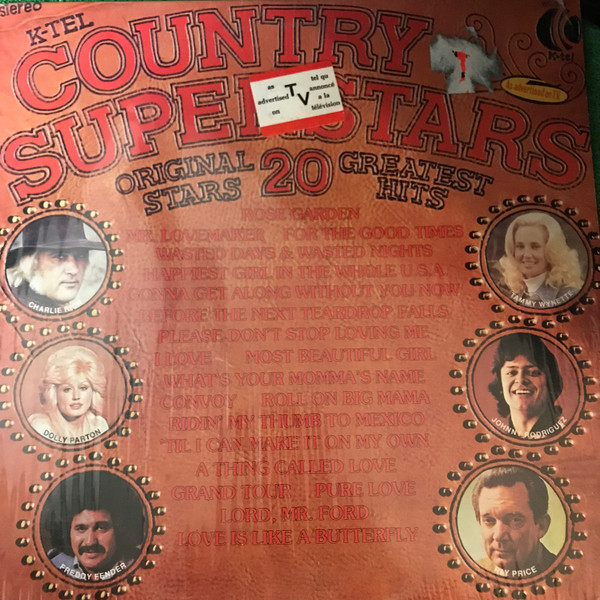 stereo
K-TEL
COUNTRY
K-tel
As advertised on T.V.
SUPERSTARS
as advertised on
TV
tel qu annoncé a la télévision
ORIGINAL STARS
20
GREATEST HITS
ROSE GARDEN
MR. LOVEMAKER FOR THE GOOD TIMES
WASTED DAYS & WASTED NIGHTS
HAPPIEST GIRL IN THE WHOLE U.S.A.
GONNA GET ALONG WITHOUT YOU NOW
BEFORE THE NEXT TEARDROP FALLS
PLEASE DON'T STOP LOVING ME
I LOVE MOST BEAUTIFUL GIRL
WHAT'S YOUR MOMMA'S NAME
CONVOY ROLL ON BIG MAMA
RIDIN' MY THUMB TO MEXICO
'TIL I CAN MAKE IT ON MY OWN
A THING CALLED LOVE
GRAND TOUR PURE LOVE
LORD, MR. FORD
LOVE IS LIKE A BUTTERFLY
CHARLIE
TAMMY WYNETTE
DOLLY PARTON
JOHNNY RODRIGUEZ
FREDDY FENDER
RAY PRICE